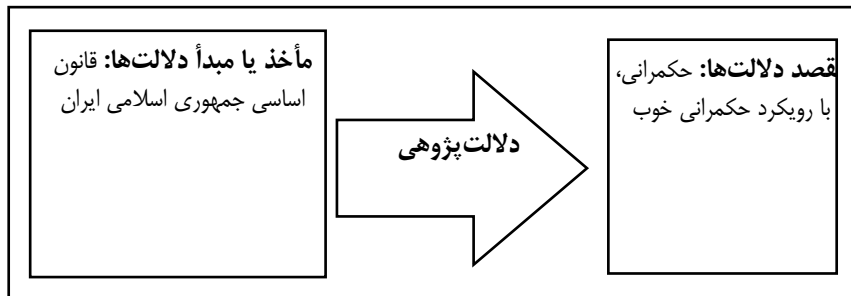 مأخذ یا مبدأ دلالت‌ها: قانون
اساسی جمهوری اسلامی ایران
دلالت‌پژوهی
قصد دلالت‌ها: حکمرانی،
با رویکرد حکمرانی خوب